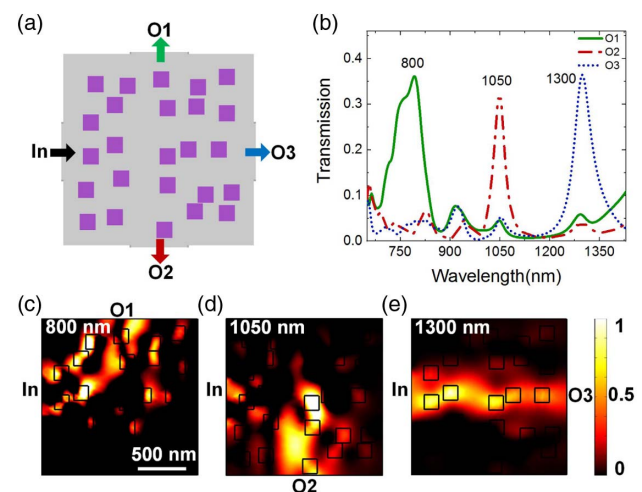 (a)
O1
In
O3
O2
(b)
Transmission
0.4
0.3
0.2
0.1
0.0
800
1050
1300
O1
O2
O3
750
900
1050
1200
1350
Wavelength(nm)
(c)
O1
(d)
(e)
800 nm
1050 nm
1300 nm
In
In
In
O3
500 nm
O2
1
0.5
0